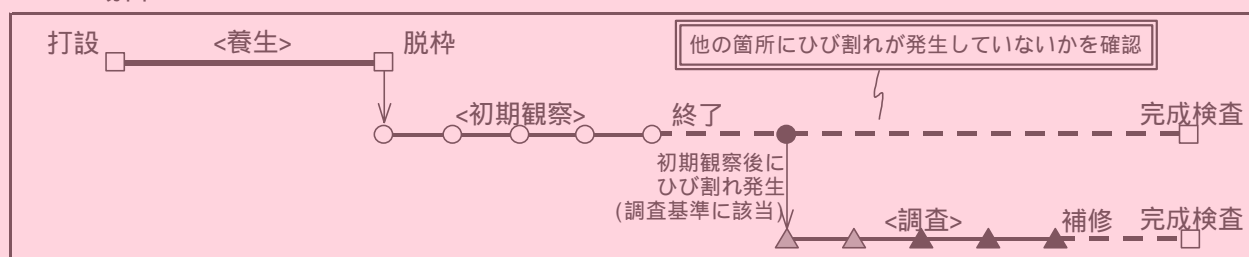 打設
<養生>
脱枠
他の箇所にひび割れが発生していないかを確認
<初期観察>
終了
完成検査
初期観察後に
ひび割れ発生
(調査基準に該当)
<調査>
補修
完成検査